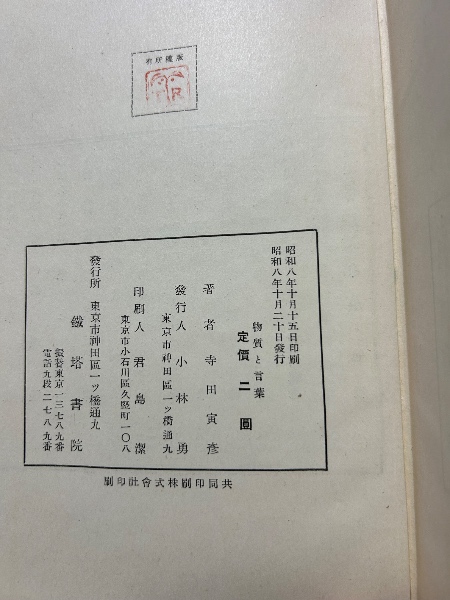 版權所有
昭和八年十月十五日印刷
昭和八年十月二十日發行
物質と言葉
定價二圓
著者 寺田寅彦
發行人 小林勇
東京市神田區一ツ橋通九
印刷人 君島潔
東京市小石川區久堅町一〇八
發行所
東京市神田區一ツ橋通九
鐵塔書院
振替東京一三七八九番
電話九段二七八九番
共同印刷株式會社印刷